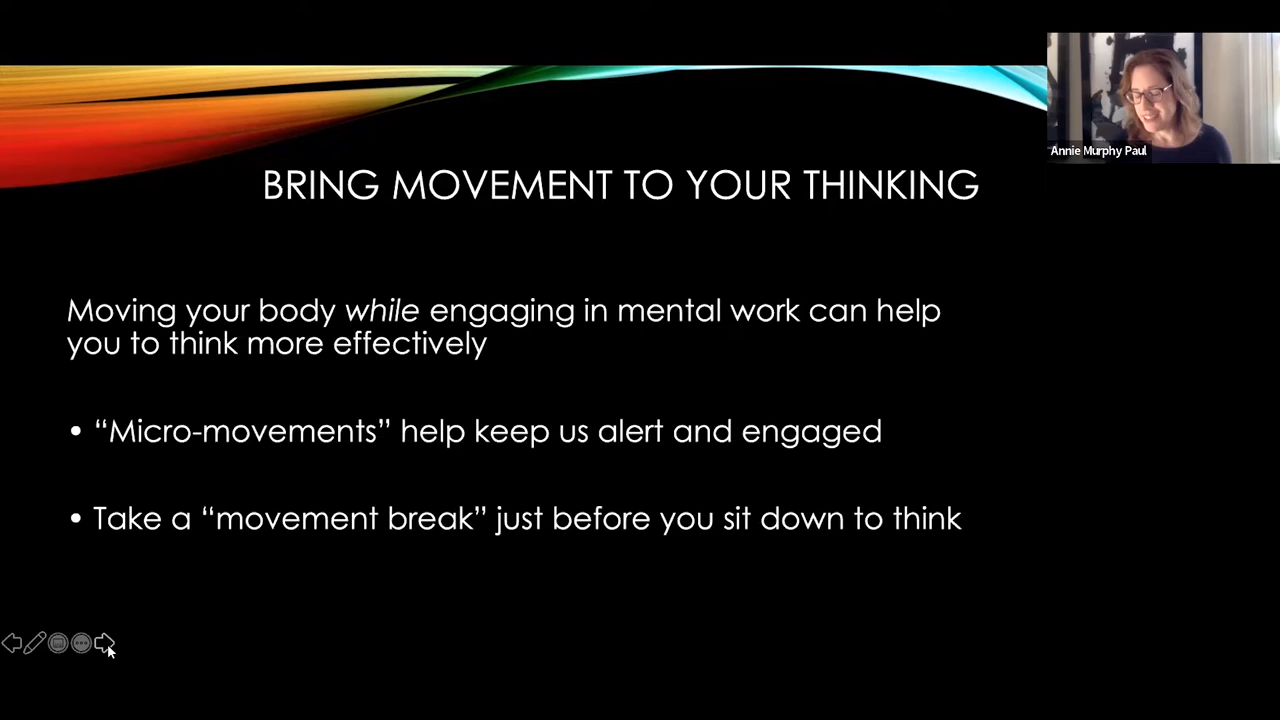 Annie Murphy Paul
BRING MOVEMENT TO YOUR THINKING
Moving your body while engaging in mental work can help
you to think more effectively
• “Micro-movements” help keep us alert and engaged
• Take a “movement break” just before you sit down to think